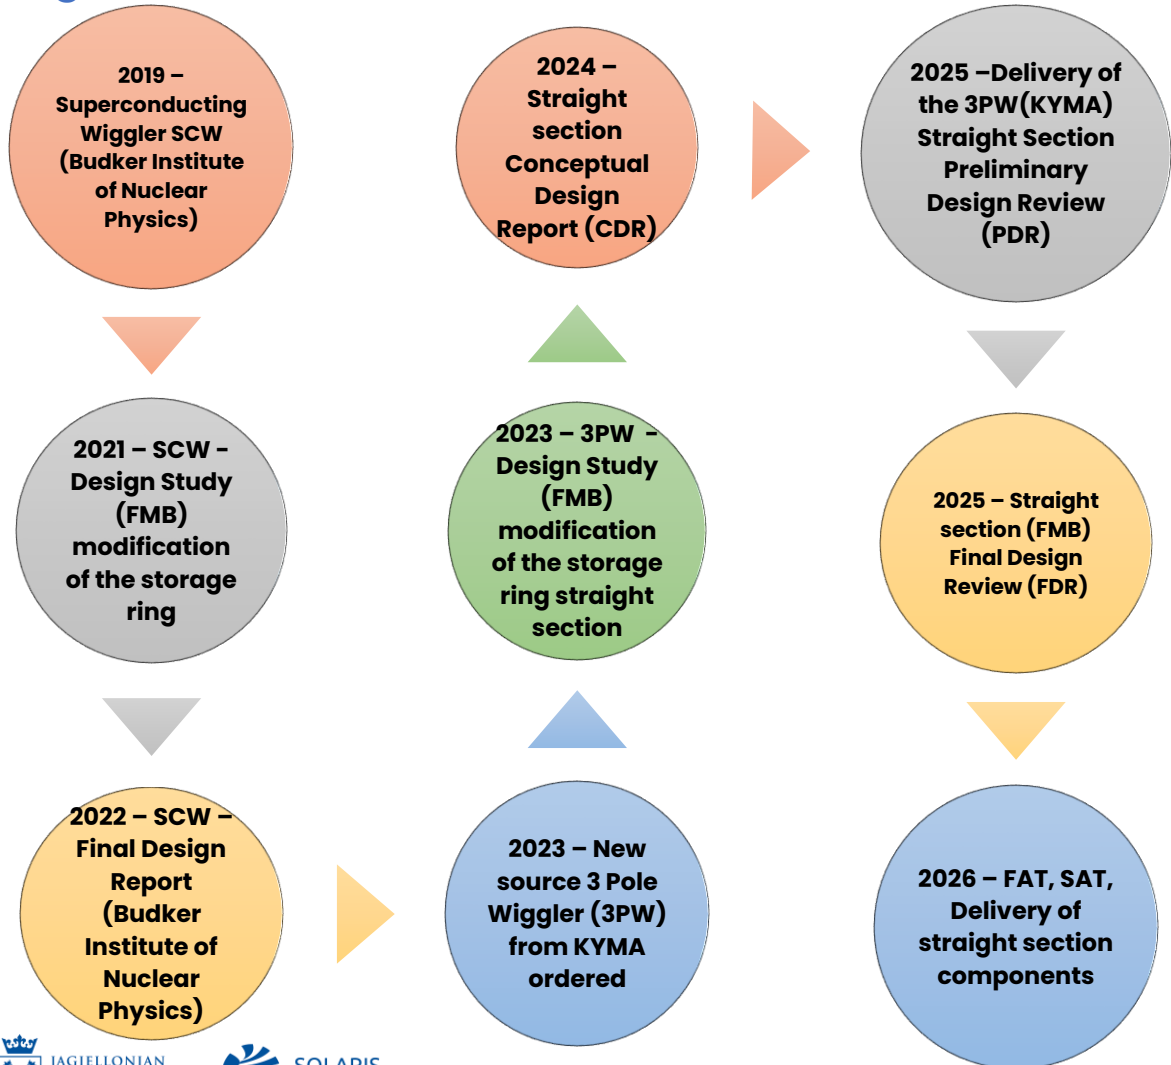 2019 –
Superconducting
Wiggler SCW
(Budker Institute
of Nuclear
Physics)
2021 – SCW -
Design Study
(FMB)
modification
of the storage
ring
2022 – SCW –
Final Design
Report
(Budker
Institute of
Nuclear
Physics)
2023 – New
source 3 Pole
Wiggler (3PW)
from KYMA
ordered
2023 – 3PW -
Design Study
(FMB)
modification
of the storage
ring straight
section
2024 –
Straight
section
Conceptual
Design
Report (CDR)
2025 –Delivery of
the 3PW(KYMA)
Straight Section
Preliminary
Design Review
(PDR)
2025 – Straight
section (FMB)
Final Design
Review (FDR)
2026 – FAT, SAT,
Delivery of
straight section
components
JAGIELLONIAN
SOLARIS